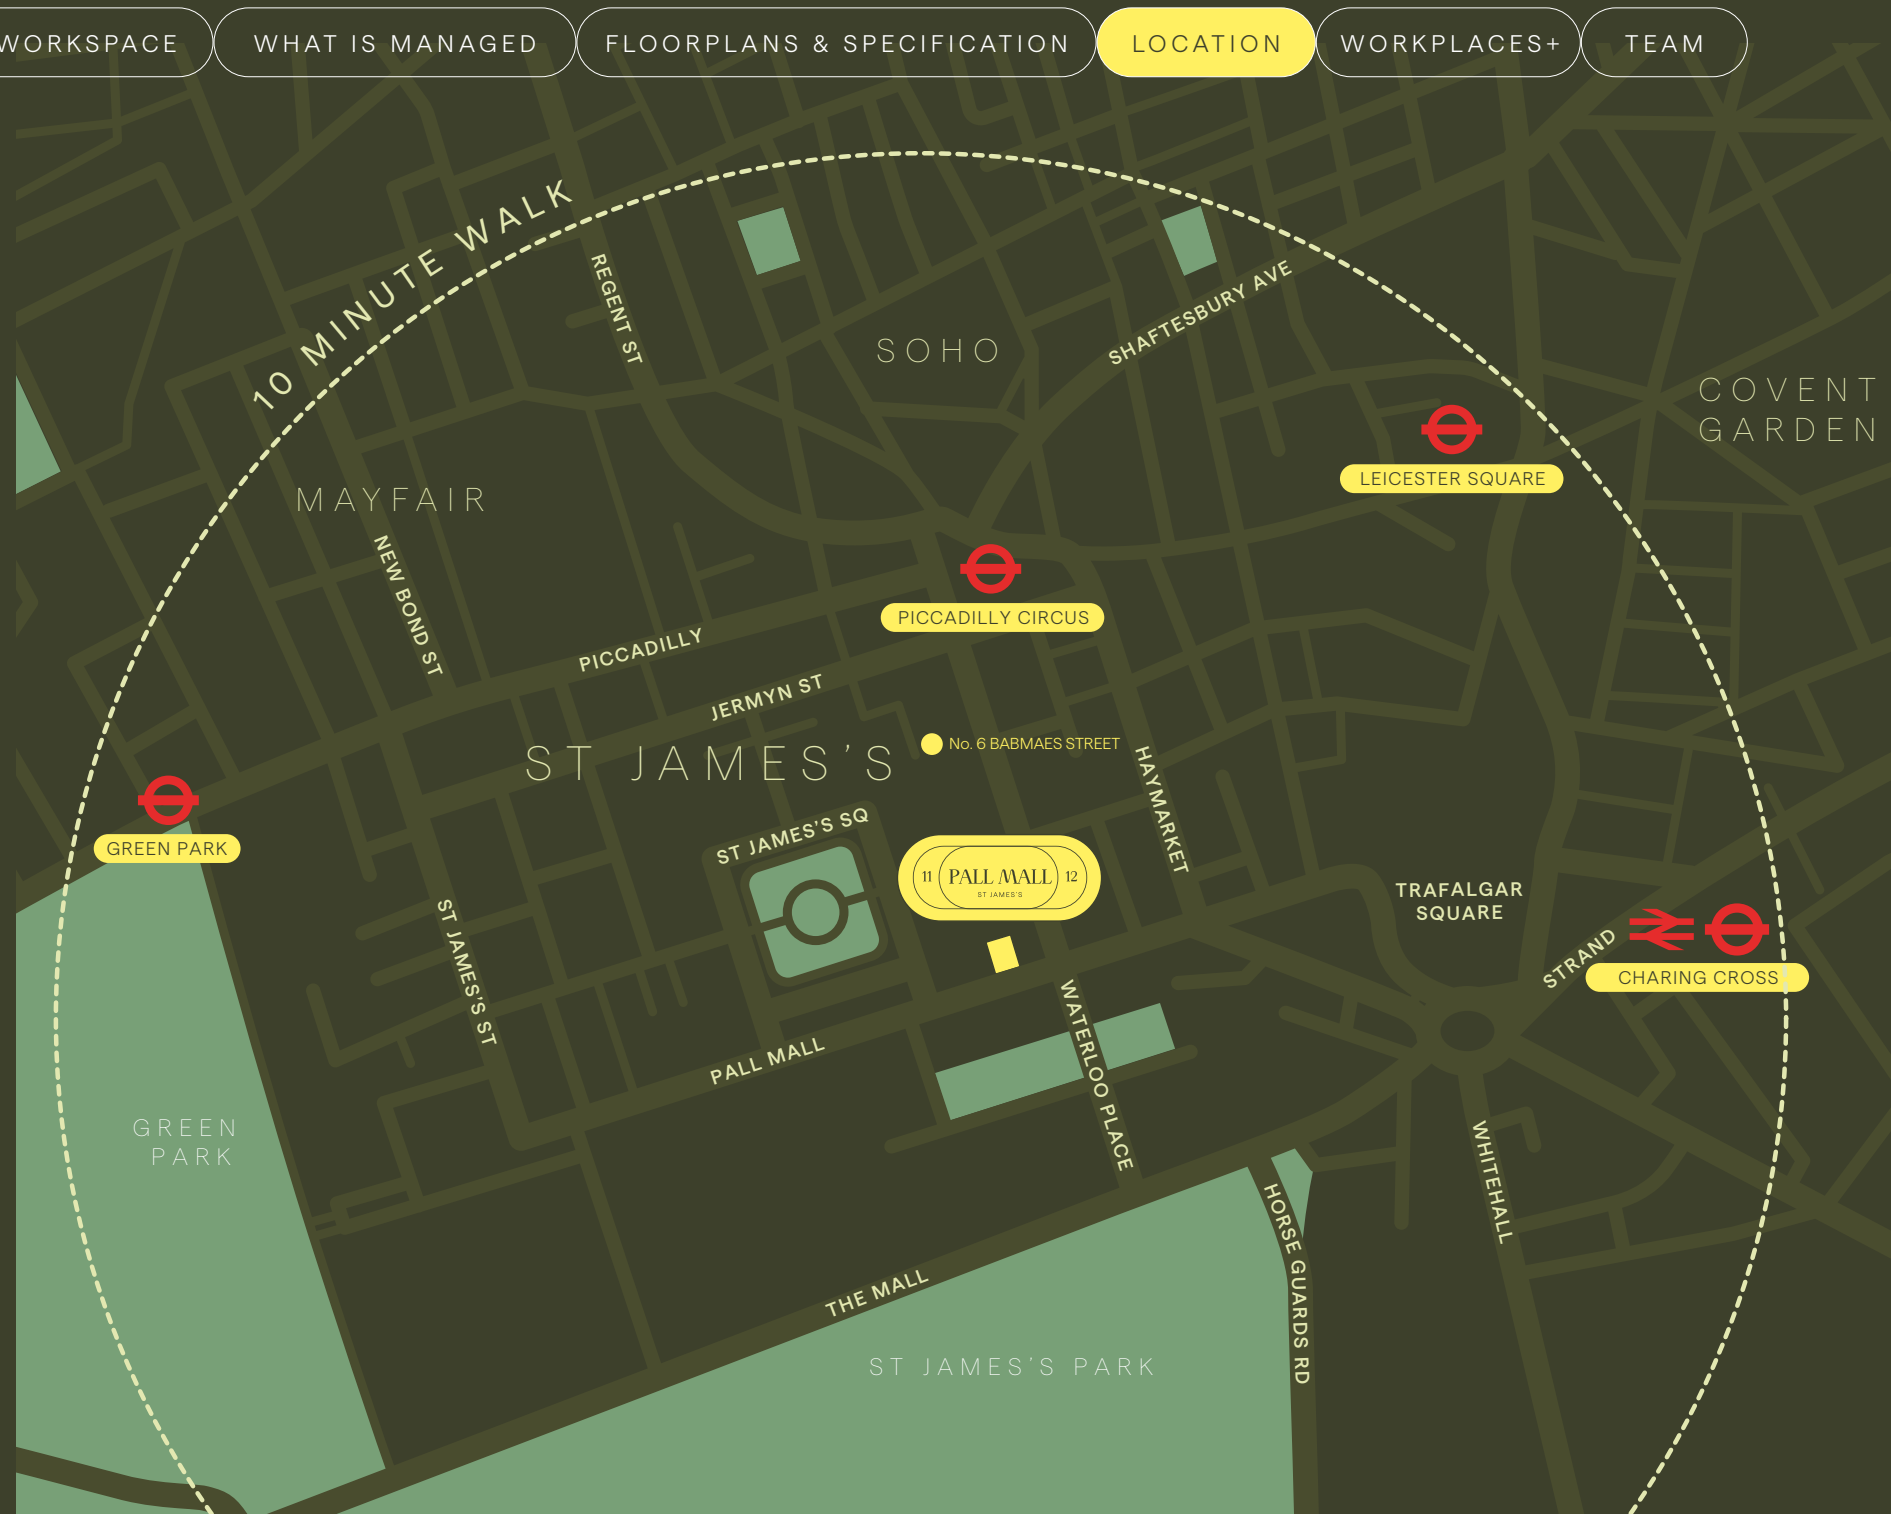 WORKSPACE
WHAT IS MANAGED
FLOORPLANS & SPECIFICATION
LOCATION
WORKPLACES+
TEAM
10 MINUTE WALK
REGENT ST
SOHO
SHAFTESBURY AVE
COVENT
GARDEN
LEICESTER SQUARE
MAYFAIR
NEW BOND ST
PICCADILLY CIRCUS
PICCADILLY
JERMYN ST
ST JAMES’S
No. 6 BABMAES STREET
HAYMARKET
GREEN PARK
ST JAMES’S SQ
11
PALL MALL
12
ST JAMES’S
TRAFALGAR
SQUARE
STRAND
CHARING CROSS
ST JAMES’S ST
PALL MALL
WATERLOO PLACE
GREEN
PARK
WHITEHALL
HORSE GUARDS RD
THE MALL
ST JAMES’S PARK